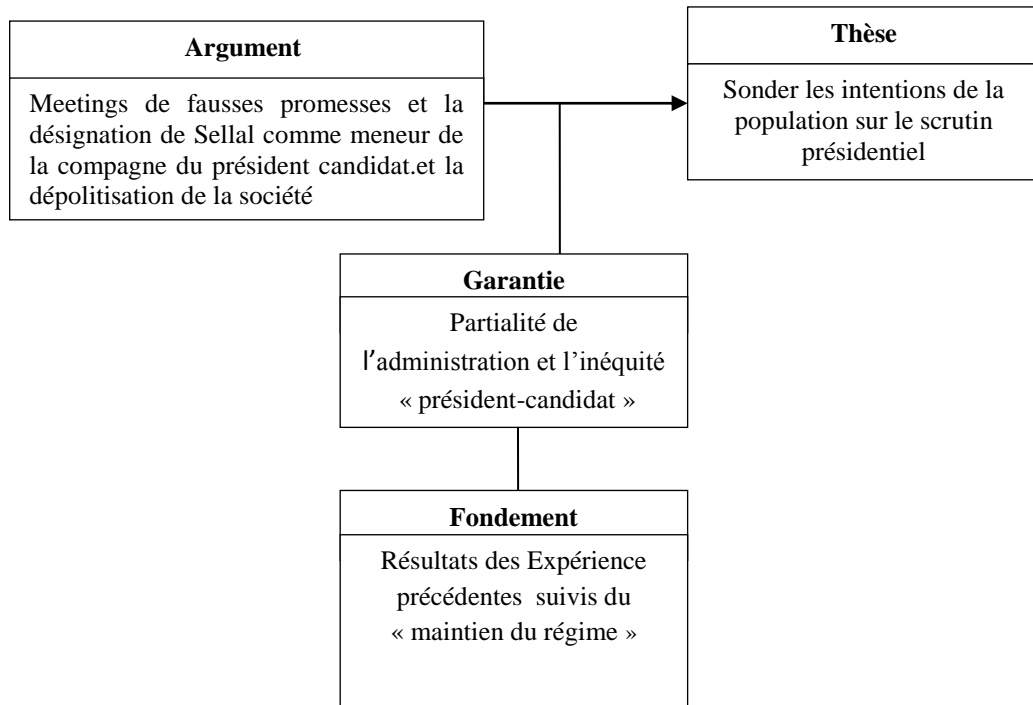 Argument
Meetings de fausses promesses et la
désignation de Sellal comme meneur de
la compagne du président candidat.et la
dépolitisation de la société
Thèse
Sonder les intentions de la
population sur le scrutin
présidentiel
Garantie
Partialité de
l'administration et l'inéquité
« président-candidat »
Fondement
Résultats des Expérience
précédentes suivis du
« maintien du régime »